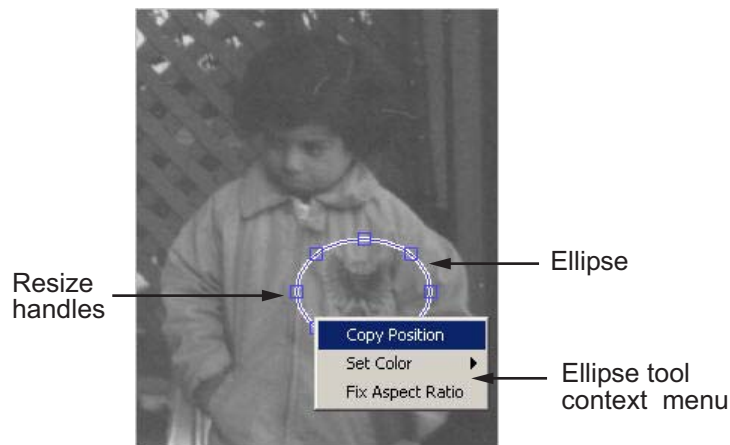 Ellipse
Resize
handles
Copy Position
Set Color
Fix Aspect Ratio
Ellipse tool
context menu